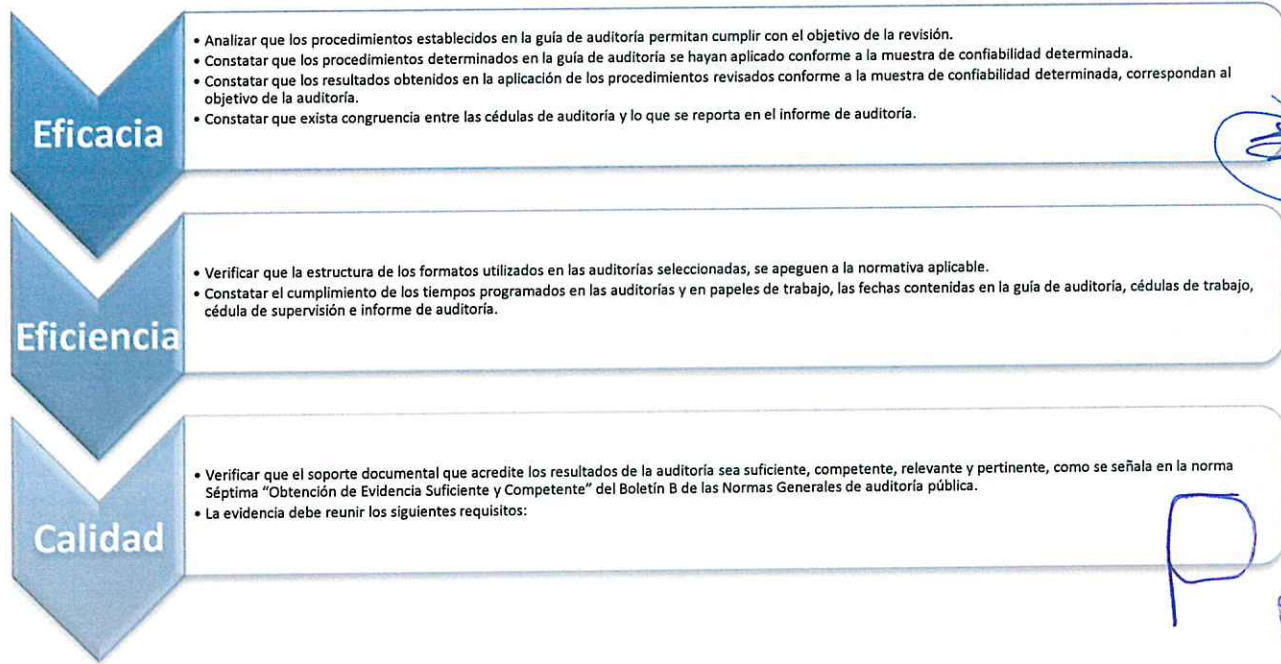 Eficacia
• Analizar que los procedimientos establecidos en la guía de auditoría permitan cumplir con el objetivo de la revisión.
• Constatar que los procedimientos determinados en la guía de auditoría se hayan aplicado conforme a la muestra de confiabilidad determinada.
• Constatar que los resultados obtenidos en la aplicación de los procedimientos revisados conforme a la muestra de confiabilidad determinada, correspondan al
objetivo de la auditoría.
• Constatar que exista congruencia entre las cédulas de auditoría y lo que se reporta en el informe de auditoría.
Eficiencia
• Verificar que la estructura de los formatos utilizados en las auditorías seleccionadas, se apeguen a la normativa aplicable.
• Constatar el cumplimiento de los tiempos programados en las auditorías y en papeles de trabajo, las fechas contenidas en la guía de auditoría, cédulas de trabajo,
cédula de supervisión e informe de auditoría.
Calidad
• Verificar que el soporte documental que acredite los resultados de la auditoría sea suficiente, competente, relevante y pertinente, como se señala en la norma
Séptima “Obtención de Evidencia Suficiente y Competente” del Boletín B de las Normas Generales de auditoría pública.
• La evidencia debe reunir los siguientes requisitos: